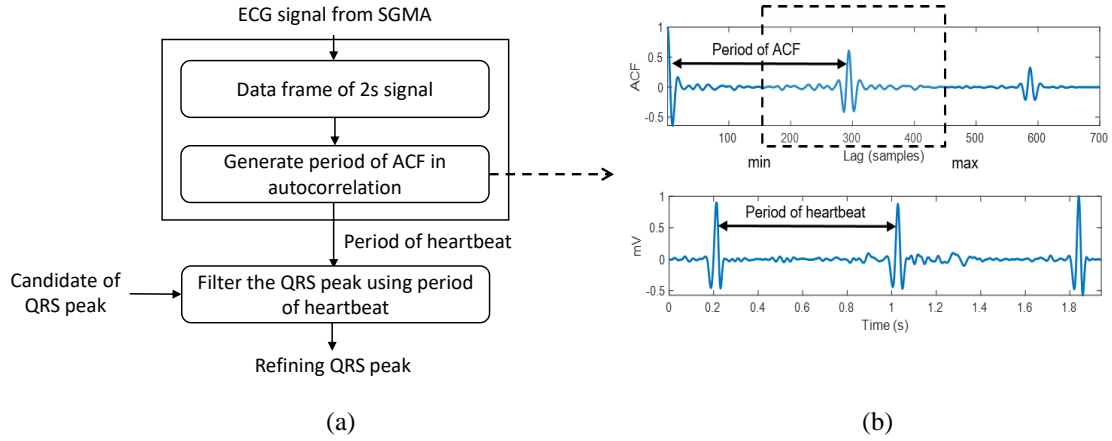 ECG signal from SGMA
Data frame of 2s signal
Generate period of ACF in
autocorrelation
Period of heartbeat
Candidate of
QRS peak
Filter the QRS peak using period
of heartbeat
Refining QRS peak
(a)
1
0.5
0
-0.5
ACF
Period of ACF
100 200 300 400 500 600 700
Lag (samples)
min
max
1
0.5
0
-0.5
mV
Period of heartbeat
0 0.2 0.4 0.6 0.8 1 1.2 1.4 1.6 1.8
Time (s)
(b)